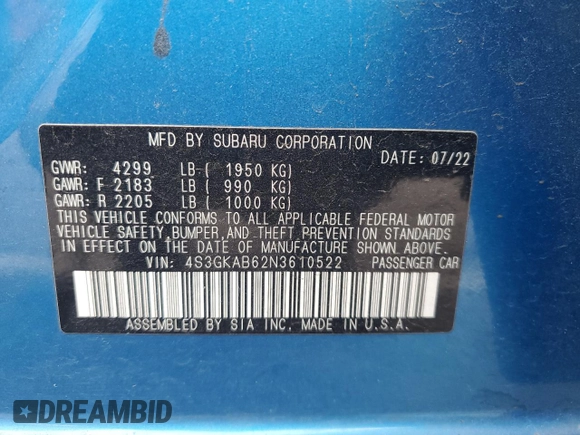 MFD BY SUBARU CORPORATION
DATE: 07/22
GVWR: 4299 LB ( 1950 KG)
GAWR: F 2183 LB ( 990 KG)
GAWR: R 2205 LB ( 1000 KG)
THIS VEHICLE CONFORMS TO ALL APPLICABLE FEDERAL MOTOR
VEHICLE SAFETY, BUMPER, AND THEFT PREVENTION STANDARDS
IN EFFECT ON THE DATE OF MANUFACTURE SHOWN ABOVE.
VIN: 4S3GKAB62N3610522 PASSENGER CAR
ASSEMBLED BY SIA INC. MADE IN U.S.A.
DREAMBID